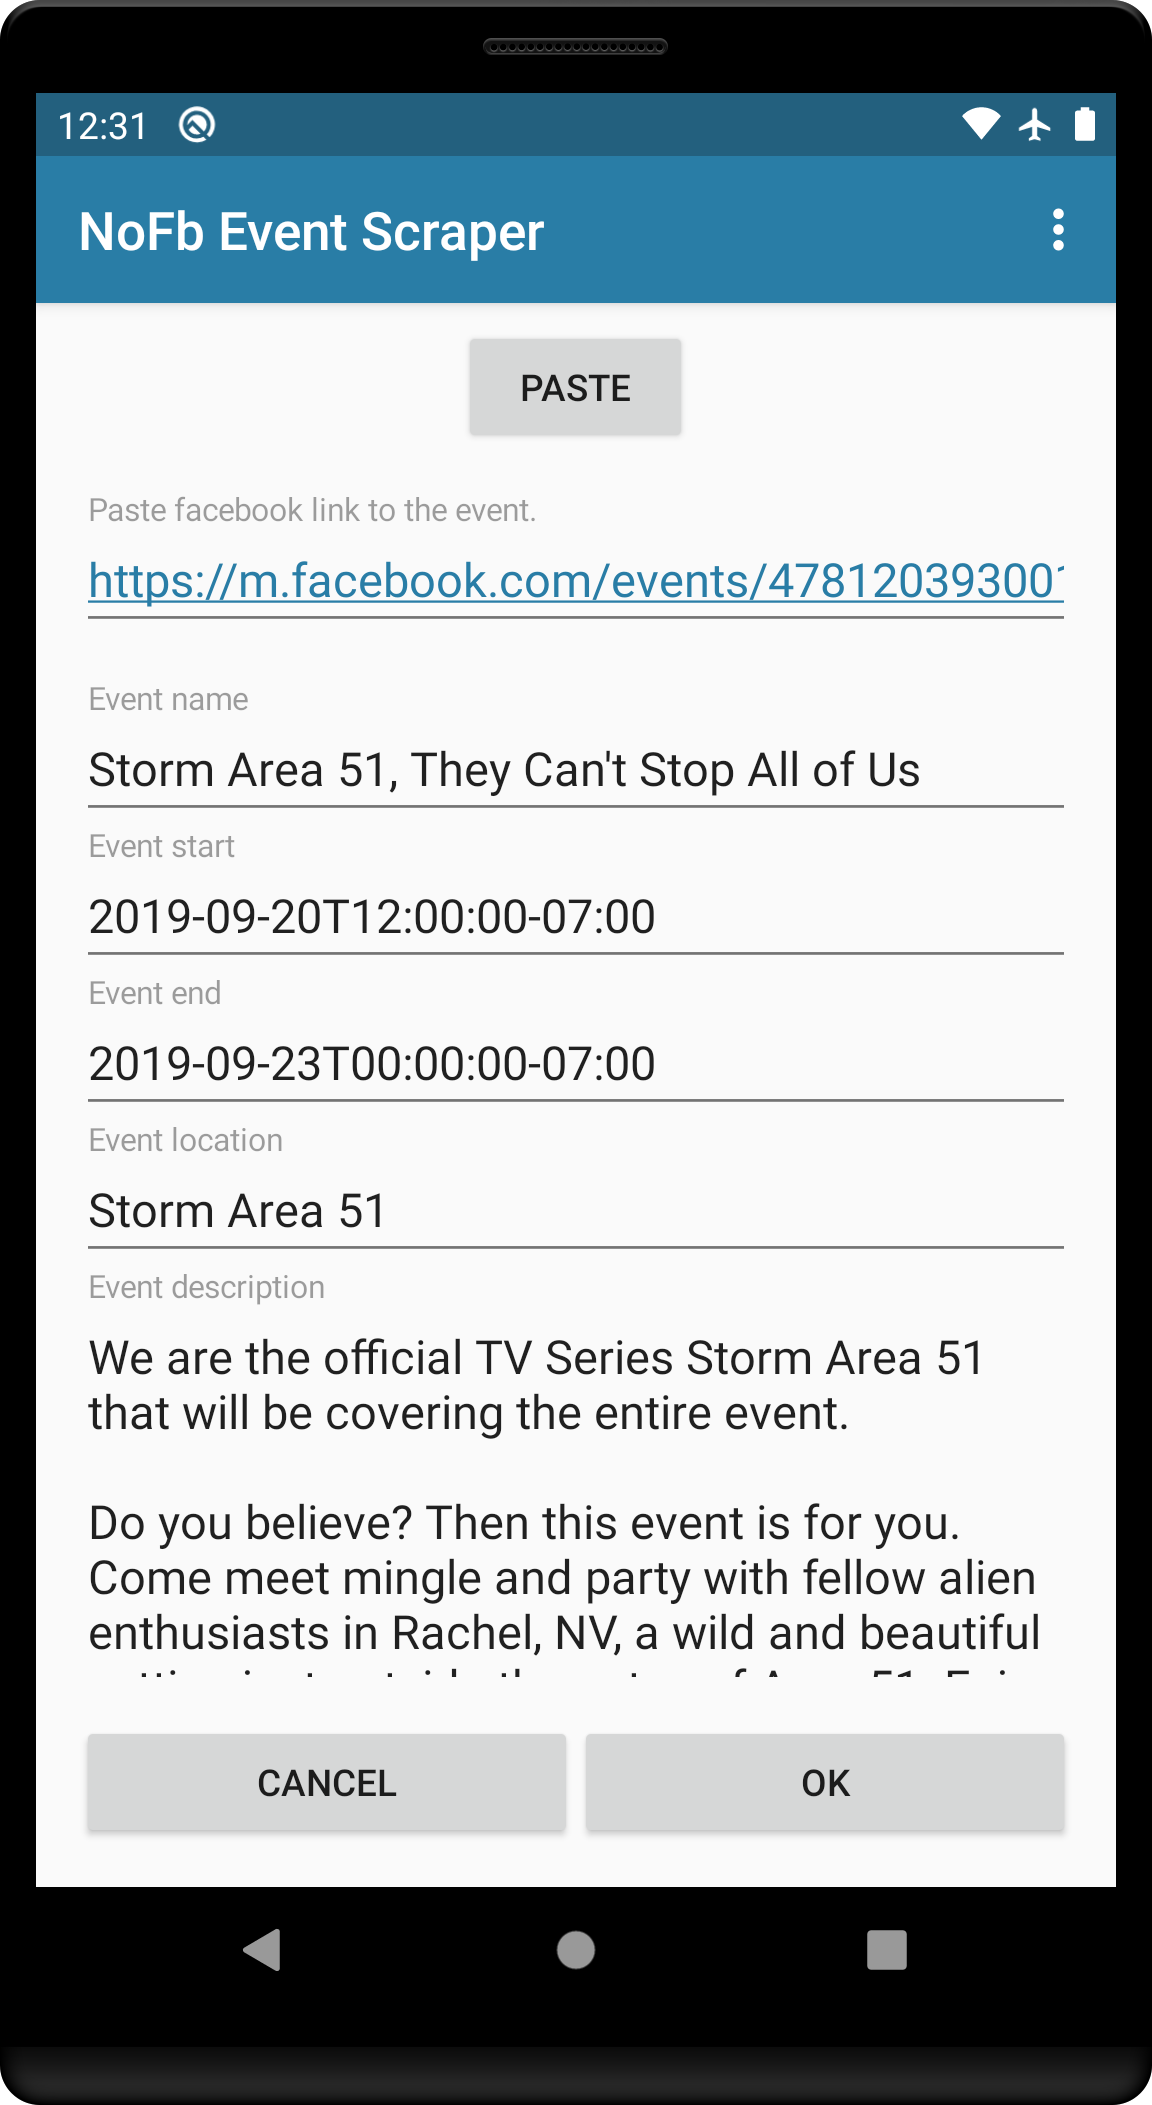 12:31
NoFb Event Scraper
PASTE
Paste facebook link to the event.
https://m.facebook.com/events/478120393001
Event name
Storm Area 51, They Can't Stop All of Us
Event start
2019-09-20T12:00:00-07:00
Event end
2019-09-23T00:00:00-07:00
Event location
Storm Area 51
Event description
We are the official TV Series Storm Area 51
that will be covering the entire event.
Do you believe? Then this event is for you.
Come meet mingle and party with fellow alien
enthusiasts in Rachel, NV, a wild and beautiful
CANCEL
OK